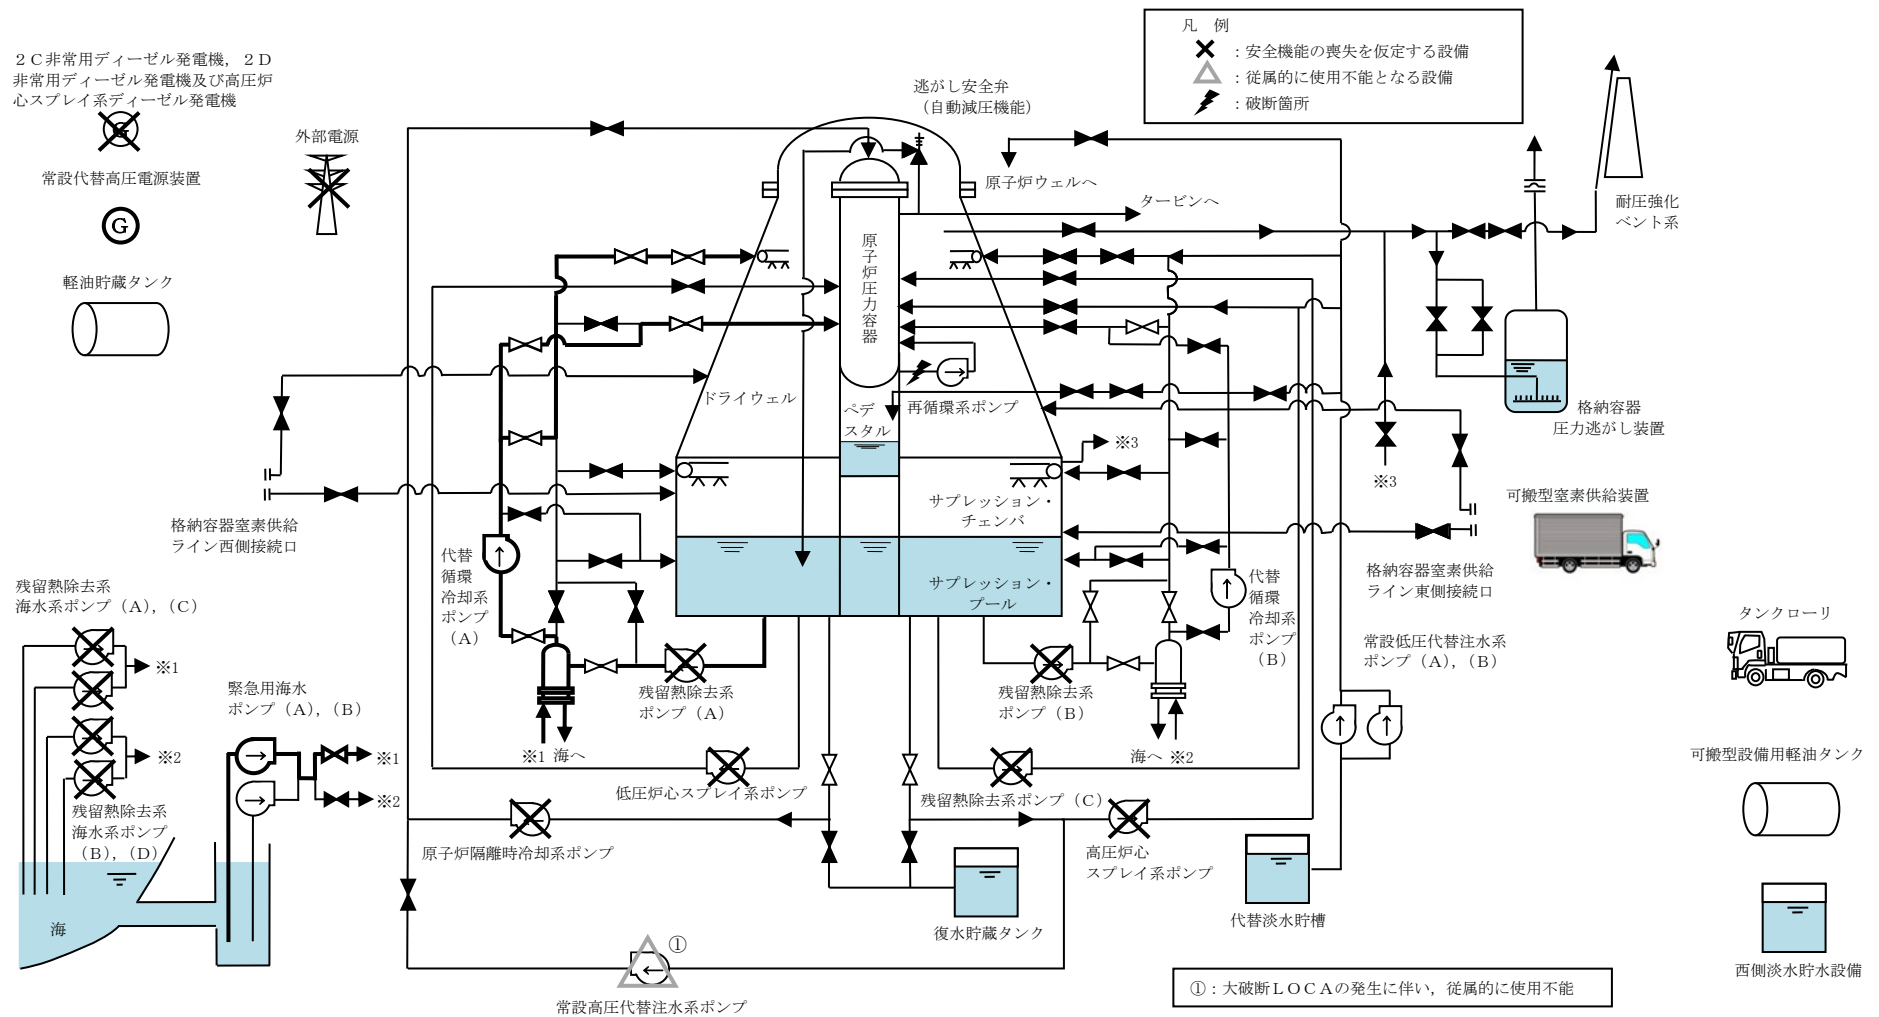 凡　例
：安全機能の喪失を仮定する設備
：従属的に使用不能となる設備
：破断箇所
２Ｃ非常用ディーゼル発電機，２Ｄ
非常用ディーゼル発電機及び高圧炉
心スプレイ系ディーゼル発電機
G
外部電源
常設代替高圧電源装置
G
軽油貯蔵タンク
逃がし安全弁
（自動減圧機能）
原子炉ウェルへ
タービンへ
耐圧強化
ベント系
原子炉圧力容器
ドライウェル
ペデ
スタル
再循環系ポンプ
※3
※3
格納容器
圧力逃がし装置
可搬型窒素供給装置
サプレッション・
チェンバ
サプレッション・
プール
格納容器窒素供給
ライン西側接続口
格納容器窒素供給
ライン東側接続口
代替
循環
冷却系
ポンプ
（A）
代替
循環
冷却系
ポンプ
（B）
残留熱除去系
海水系ポンプ（A），（C）
※1
緊急用海水
ポンプ（A），（B）
※2
※1
※2
残留熱除去系
海水系ポンプ
（B），（D）
海
残留熱除去系
ポンプ（A）
※1 海へ
残留熱除去系
ポンプ（B）
海へ ※2
常設低圧代替注水系
ポンプ（A），（B）
タンクローリ
可搬型設備用軽油タンク
低圧炉心スプレイ系ポンプ
残留熱除去系ポンプ（C）
原子炉隔離時冷却系ポンプ
高圧炉心
スプレイ系ポンプ
復水貯蔵タンク
代替淡水貯槽
①
常設高圧代替注水系ポンプ
西側淡水貯水設備
①：大破断ＬＯＣＡの発生に伴い，従属的に使用不能